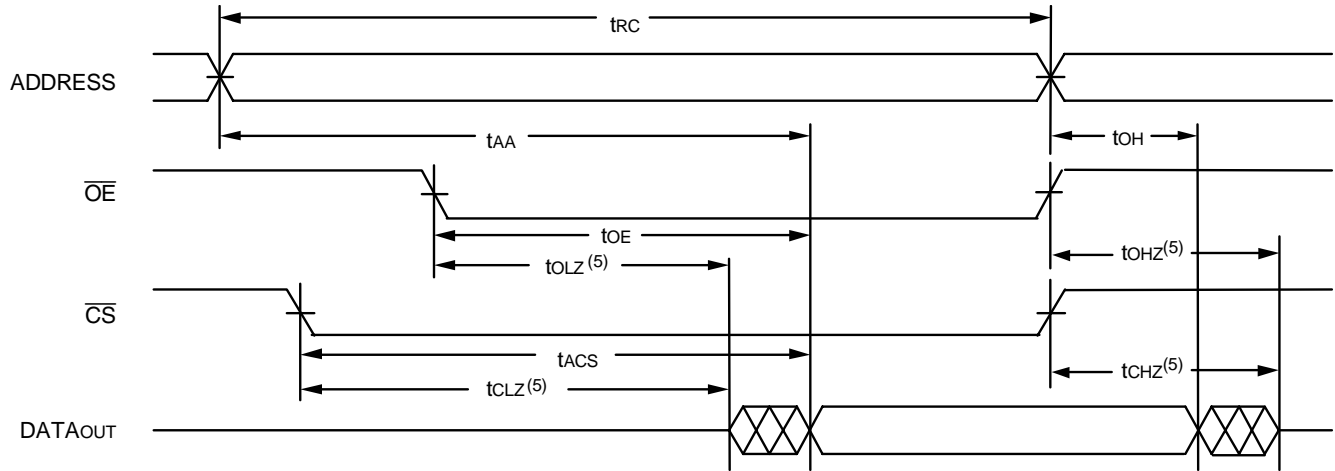 tRC
ADDRESS
tAA
tOH
OE
tOE
tOLZ(5)
tOHZ(5)
CS
tACS
tCLZ(5)
tCHZ(5)
DATAOUT